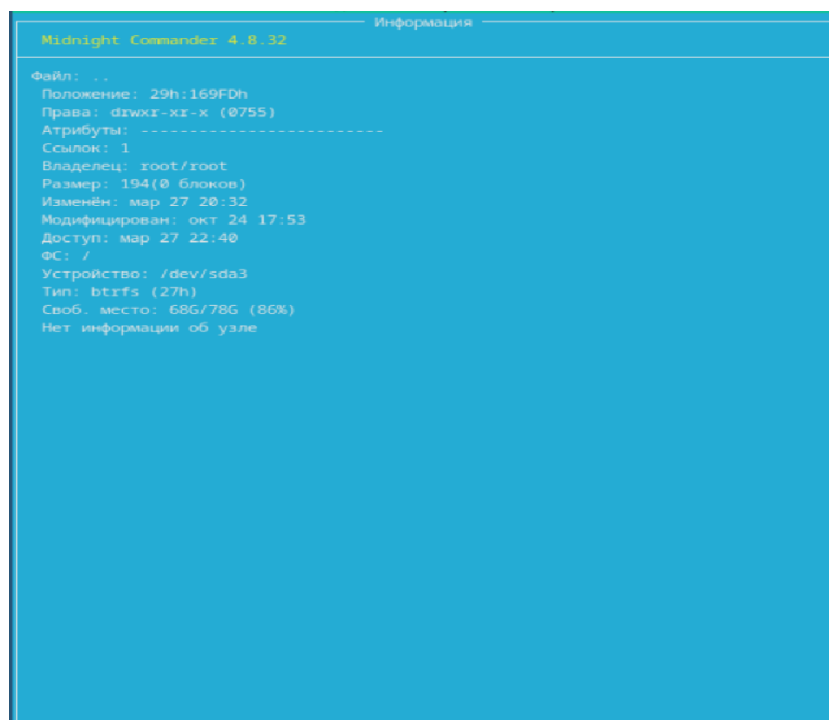 Информация
Midnight Commander 4.8.32
Файл: ..
Положение: 29h:169FDh
Права: drwxr-xr-x (0755)
Атрибуты: -------------------------
Ссылок: 1
Владелец: root/root
Размер: 194(0 блоков)
Изменён: мар 27 20:32
Модифицирован: окт 24 17:53
Доступ: мар 27 22:40
ФС: /
Устройство: /dev/sda3
Тип: btrfs (27h)
Своб. место: 68G/78G (86%)
Нет информации об узле